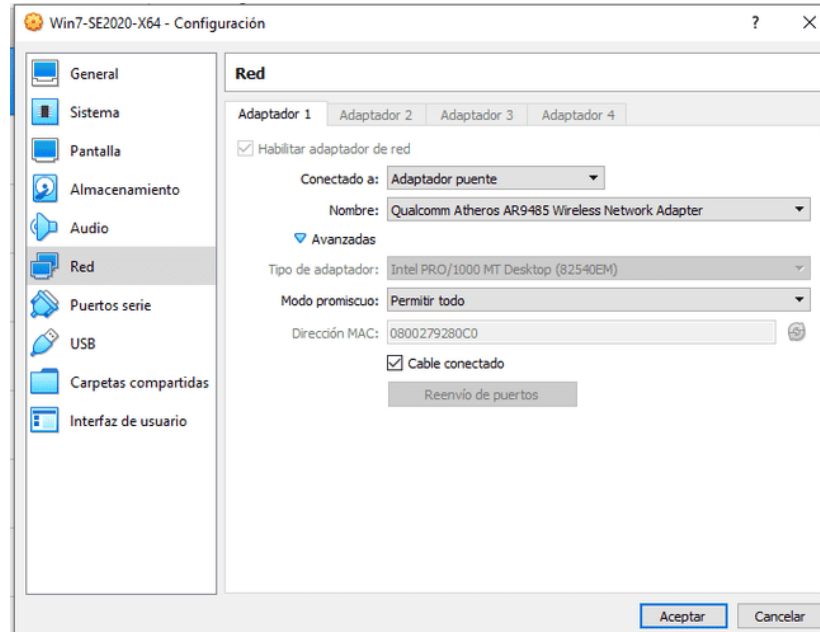 Win7-SE2020-X64 - Configuración ?
General
Sistema
Pantalla
Almacenamiento
Audio
Red
Puertos serie
USB
Carpetas compartidas
Interfaz de usuario
Red
Adaptador 1 Adaptador 2 Adaptador 3 Adaptador 4
Habilitar adaptador de red
Conectado a: Adaptador puente
Nombre: Qualcomm Atheros AR9485 Wireless Network Adapter
Avanzadas
Tipo de adaptador: Intel PRO/1000 MT Desktop (82540EM)
Modo promiscuo: Permitir todo
Dirección MAC: 0800279280C0
Cable conectado
Reenvío de puertos
Aceptar Cancelar